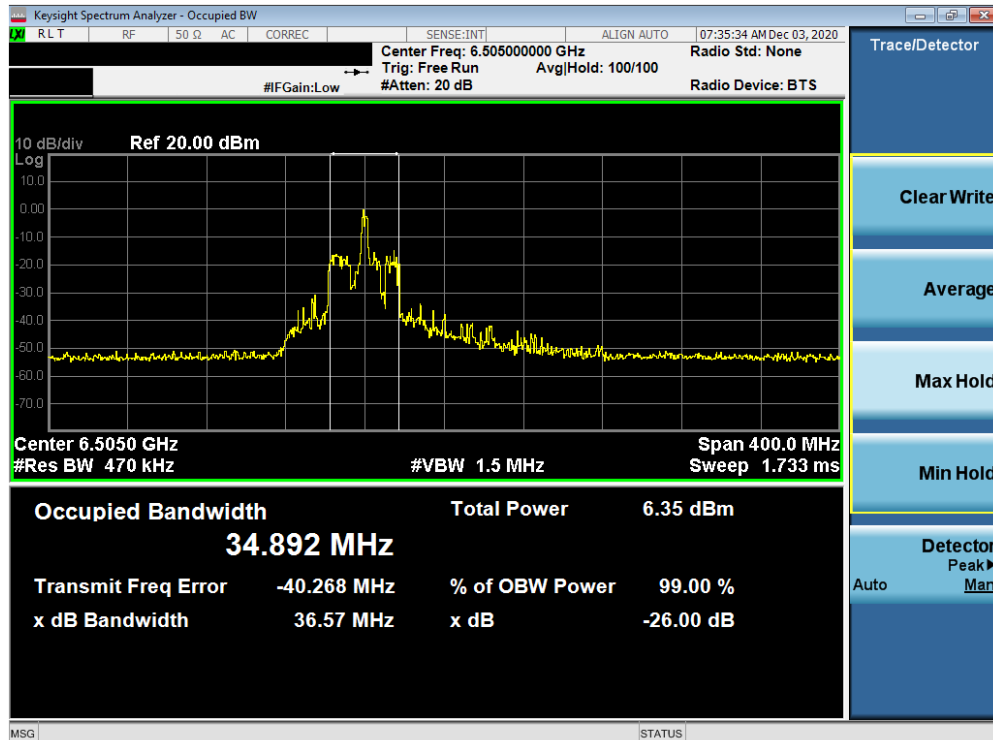 Keysight Spectrum Analyzer - Occupied BW
LXI RLT RF 50 Ω AC CORREC SENSE:INT ALIGN AUTO 07:35:34 AM Dec 03, 2020
Center Freq: 6.505000000 GHz Radio Std: None
Trig: Free Run Avg|Hold: 100/100
#IFGain:Low #Atten: 20 dB Radio Device: BTS
10 dB/div Ref 20.00 dBm
Log
10.0
0.00
-10.0
-20.0
-30.0
-40.0
-50.0
-60.0
-70.0
Center 6.5050 GHz Span 400.0 MHz
#Res BW 470 kHz #VBW 1.5 MHz Sweep 1.733 ms
Occupied Bandwidth Total Power 6.35 dBm
34.892 MHz
Transmit Freq Error -40.268 MHz % of OBW Power 99.00 %
x dB Bandwidth 36.57 MHz x dB -26.00 dB
MSG STATUS
Trace/Detector
Clear Write
Average
Max Hold
Min Hold
Detector
Peak▶
Auto Man